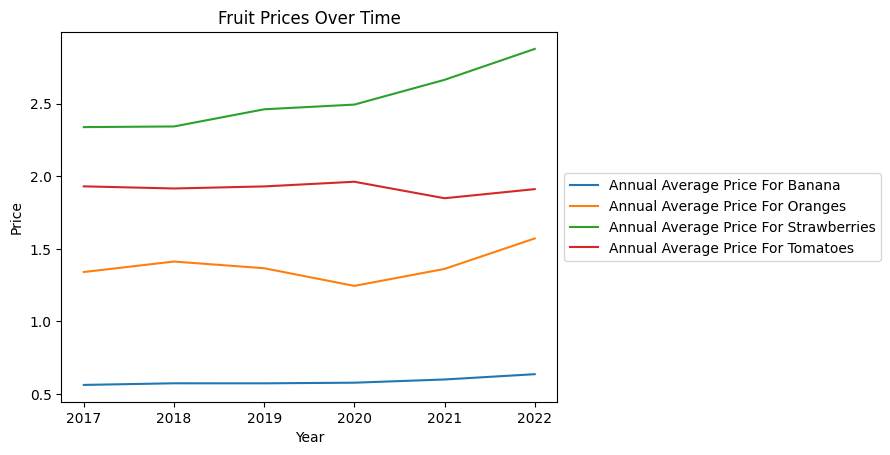 Fruit Prices Over Time
Price
2.5
2.0
1.5
1.0
0.5
2017 2018 2019 2020 2021 2022
Year
Annual Average Price For Banana
Annual Average Price For Oranges
Annual Average Price For Strawberries
Annual Average Price For Tomatoes